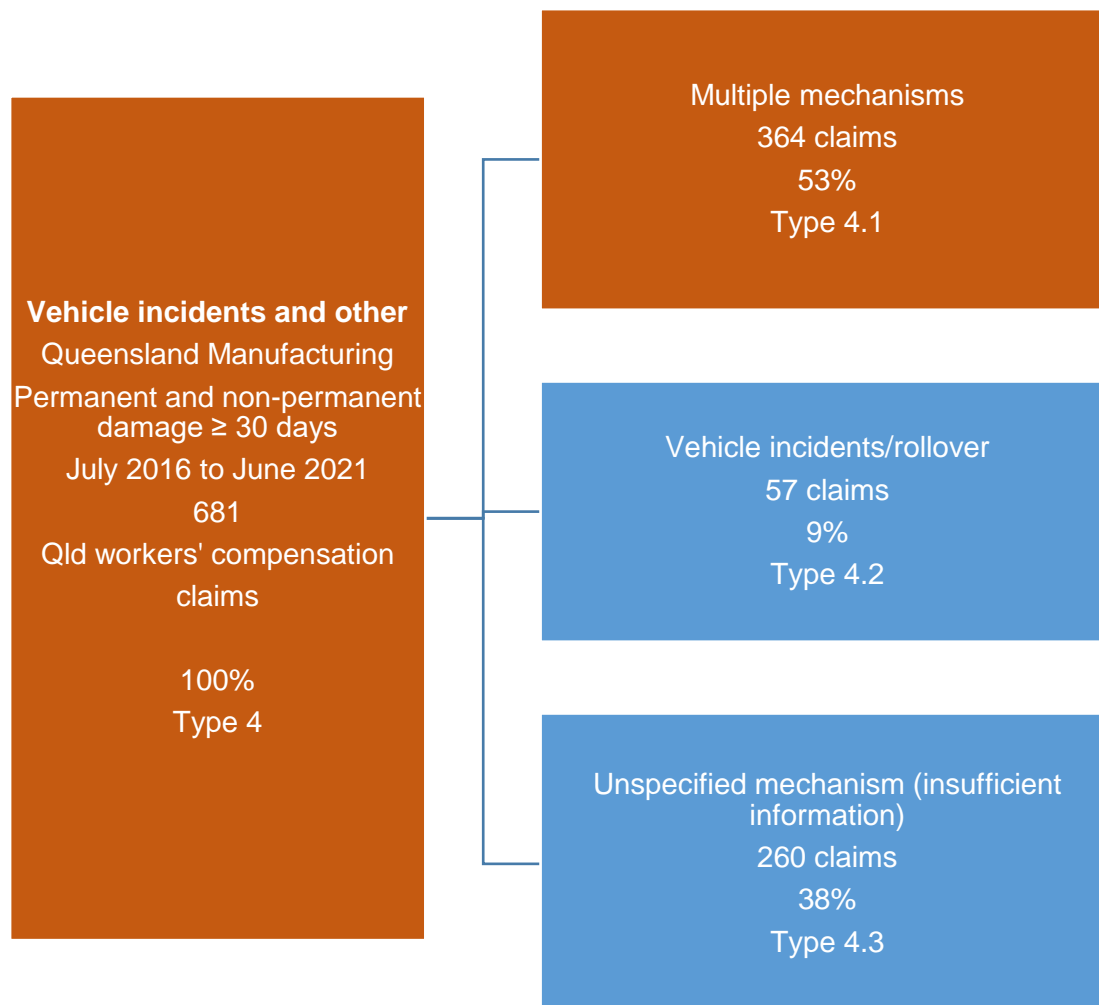 Vehicle incidents and other
Queensland Manufacturing
Permanent and non-permanent
damage ≥ 30 days
July 2016 to June 2021
681
Qld workers' compensation
claims
100%
Type 4
Multiple mechanisms
364 claims
53%
Type 4.1
Vehicle incidents/rollover
57 claims
9%
Type 4.2
Unspecified mechanism (insufficient
information)
260 claims
38%
Type 4.3